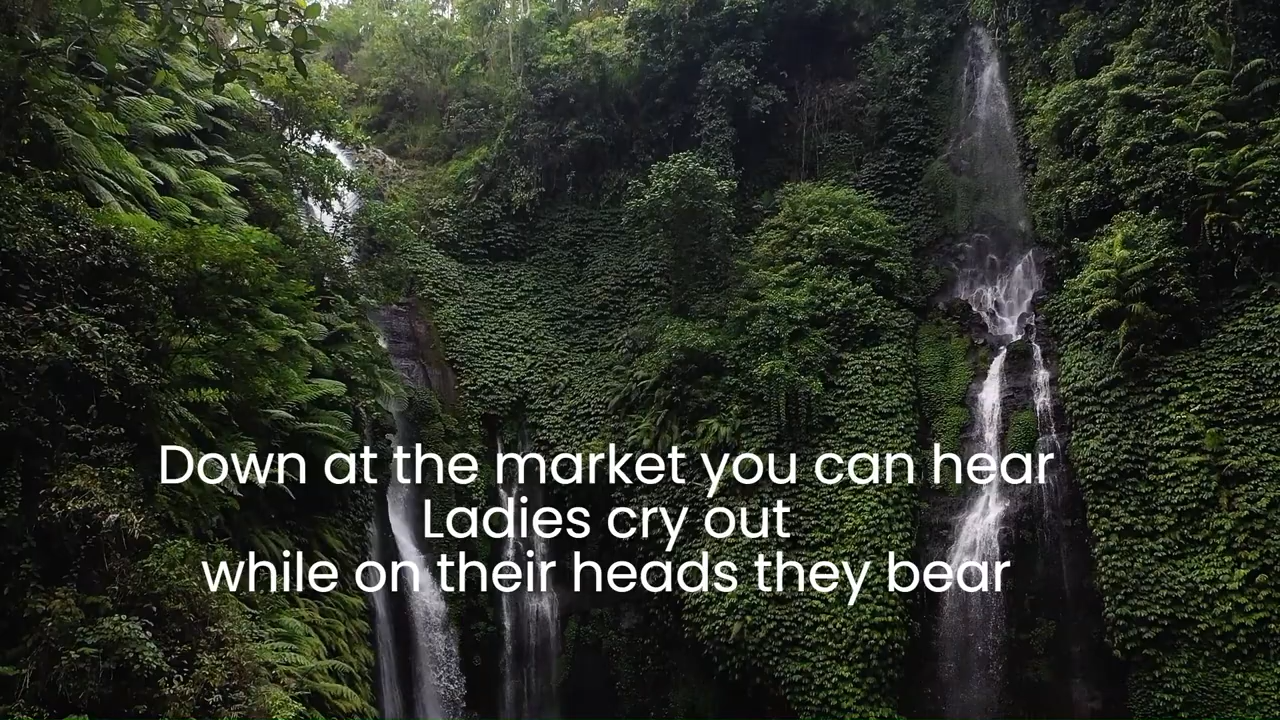 Down at the market you can hear
Ladies cry out
while on their heads they bear